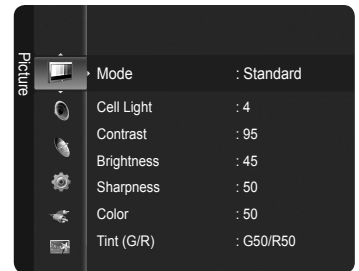 Picture
Mode : Standard
Cell Light : 4
Contrast : 95
Brightness : 45
Sharpness : 50
Color : 50
Tint (G/R) : G50/R50